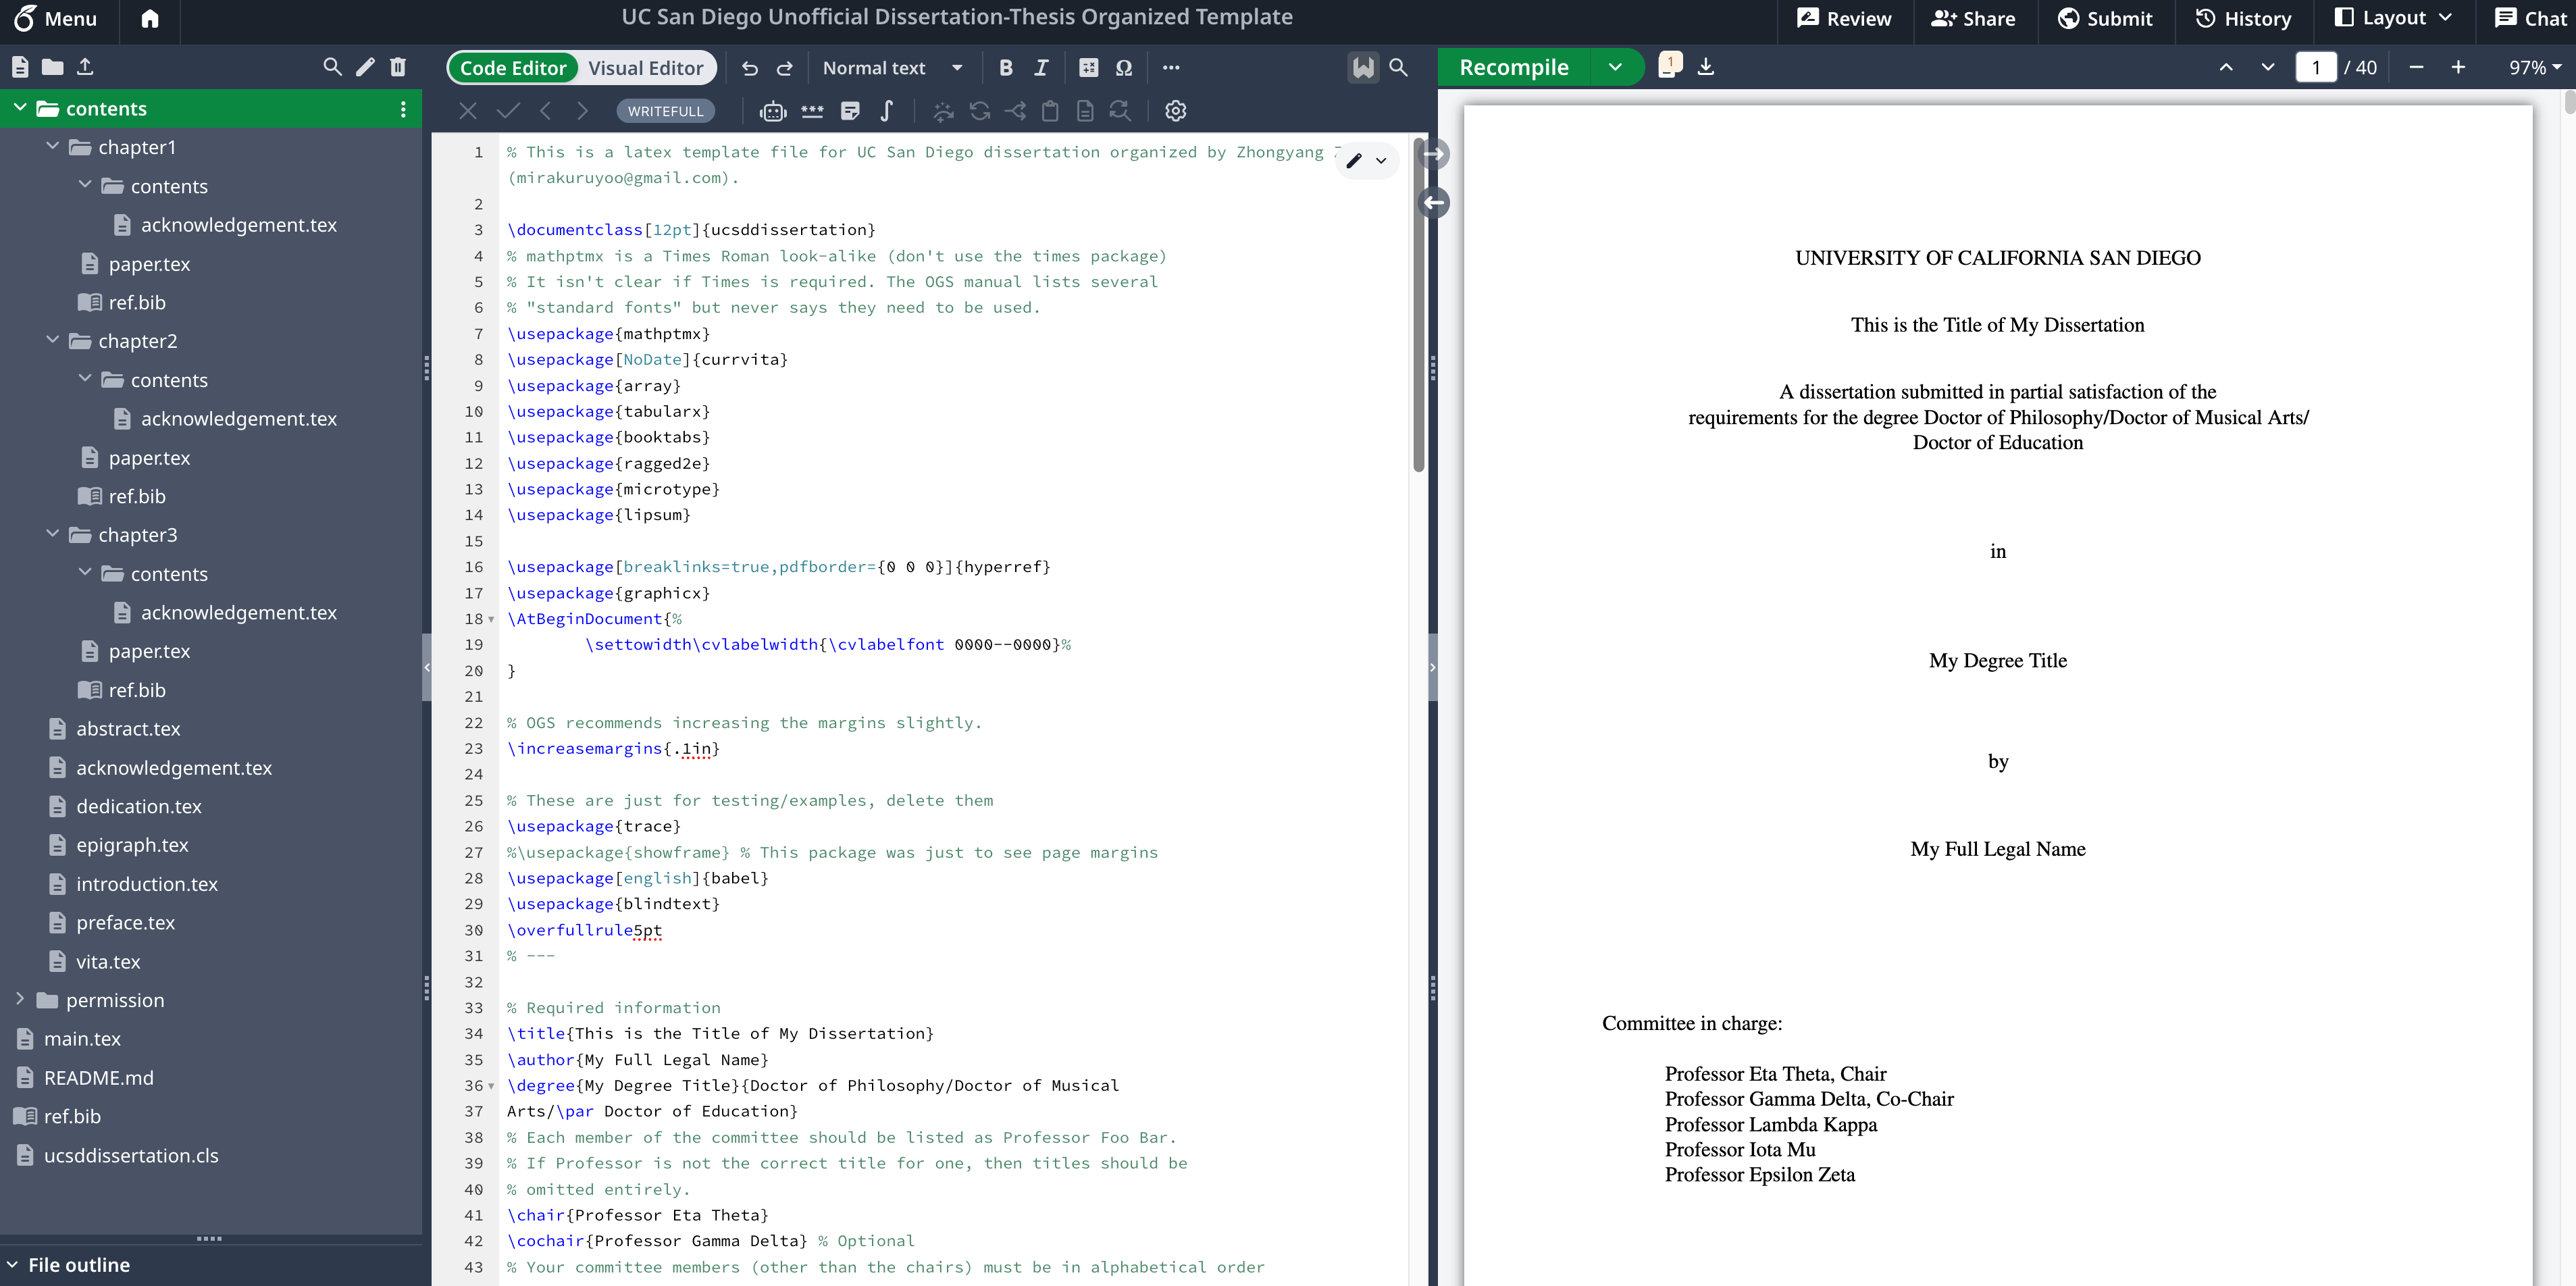 Menu
UC San Diego Unofficial Dissertation-Thesis Organized Template
Review
Share
Submit
History
Layout
Chat
Code Editor
Visual Editor
Normal text
B
I
Ω
Recompile
1
1 / 40
97%
WRITEFULL
contents
chapter1
contents
acknowledgement.tex
paper.tex
ref.bib
chapter2
contents
acknowledgement.tex
paper.tex
ref.bib
chapter3
contents
acknowledgement.tex
paper.tex
ref.bib
abstract.tex
acknowledgement.tex
dedication.tex
epigraph.tex
introduction.tex
preface.tex
vita.tex
permission
main.tex
README.md
ref.bib
ucsddissertation.cls
File outline
1 % This is a latex template file for UC San Diego dissertation organized by Zhongyang
(mirakuruyoo@gmail.com).
2
3 \documentclass[12pt]{ucsddissertation}
4 % mathptmx is a Times Roman look-alike (don't use the times package)
5 % It isn't clear if Times is required. The OGS manual lists several
6 % "standard fonts" but never says they need to be used.
7 \usepackage{mathptmx}
8 \usepackage[NoDate]{currvita}
9 \usepackage{array}
10 \usepackage{tabularx}
11 \usepackage{booktabs}
12 \usepackage{ragged2e}
13 \usepackage{microtype}
14 \usepackage{lipsum}
15
16 \usepackage[breaklinks=true,pdfborder={0 0 0}]{hyperref}
17 \usepackage{graphicx}
18 \AtBeginDocument{%
19 \settowidth\cvlabelwidth{\cvlabelfont 0000--0000}%
20 }
21
22 % OGS recommends increasing the margins slightly.
23 \increasemargins{.1in}
24
25 % These are just for testing/examples, delete them
26 \usepackage{trace}
27 %\usepackage{showframe} % This package was just to see page margins
28 \usepackage[english]{babel}
29 \usepackage{blindtext}
30 \overfullrule5pt
31 % ---
32
33 % Required information
34 \title{This is the Title of My Dissertation}
35 \author{My Full Legal Name}
36 \degree{My Degree Title}{Doctor of Philosophy/Doctor of Musical
37 Arts/\par Doctor of Education}
38 % Each member of the committee should be listed as Professor Foo Bar.
39 % If Professor is not the correct title for one, then titles should be
40 % omitted entirely.
41 \chair{Professor Eta Theta}
42 \cochair{Professor Gamma Delta} % Optional
43 % Your committee members (other than the chairs) must be in alphabetical order
UNIVERSITY OF CALIFORNIA SAN DIEGO
This is the Title of My Dissertation
A dissertation submitted in partial satisfaction of the
requirements for the degree Doctor of Philosophy/Doctor of Musical Arts/
Doctor of Education
in
My Degree Title
by
My Full Legal Name
Committee in charge:
Professor Eta Theta, Chair
Professor Gamma Delta, Co-Chair
Professor Lambda Kappa
Professor Iota Mu
Professor Epsilon Zeta